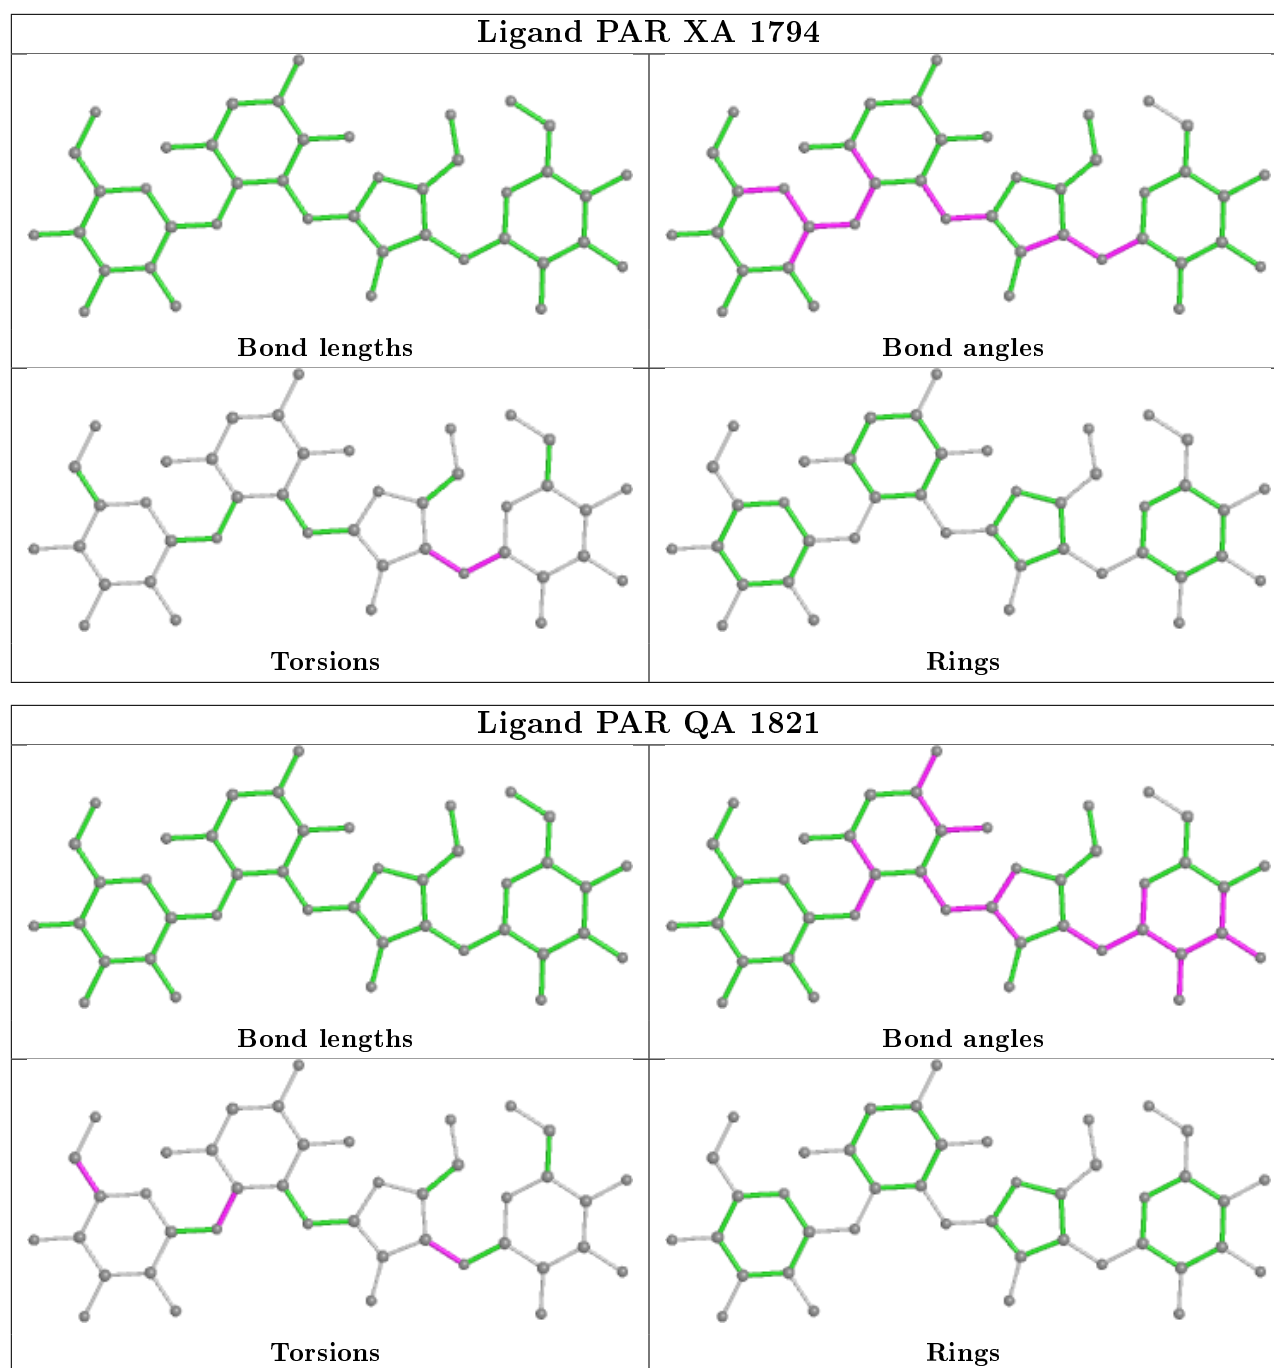 Ligand PAR XA 1794
Bond lengths
Bond angles
Torsions
Rings
Ligand PAR QA 1821
Bond lengths
Bond angles
Torsions
Rings